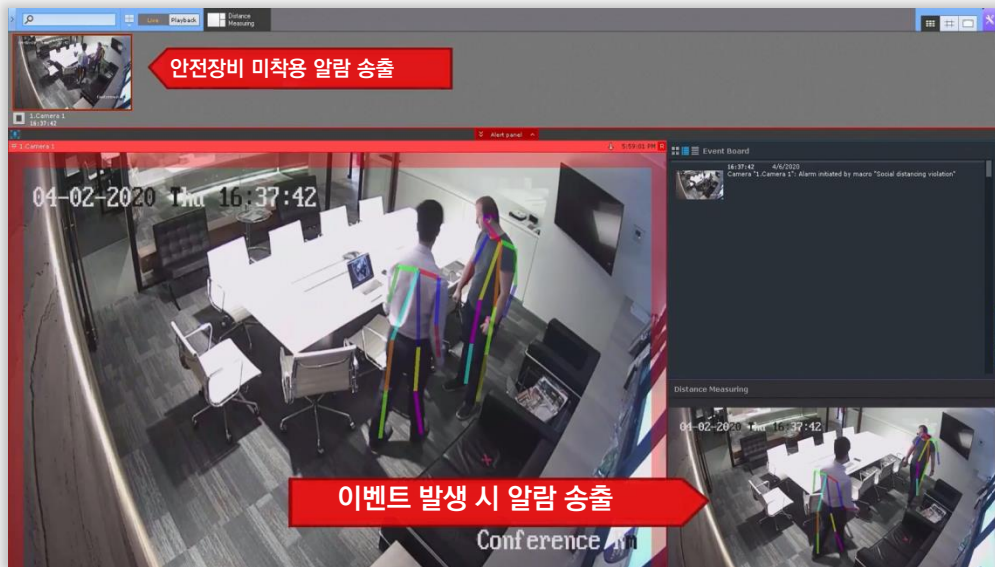 Live
Playback
Distance
Measuring
안전장비 미착용 알람 송출
1.Camera 1
16:37:42
Alert panel
1.Camera 1
5:59:01 PM
R
Event Board
16:37:42 4/6/2020
Camera "1.Camera 1": Alarm initiated by macro "Social distancing violation"
04-02-2020 Thu 16:37:42
Distance Measuring
04-02-2020 Thu 16:37:42
이벤트 발생 시 알람 송출
Conference Rm